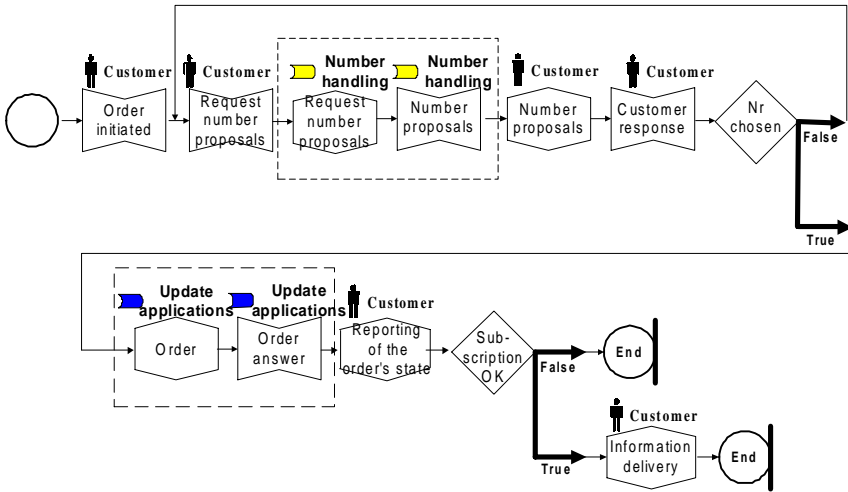 Customer
Customer
Number
handling
Number
handling
Customer
Customer
Order
initiated
Request
number
proposals
Request
number
proposals
Number
proposals
Number
proposals
Customer
response
Nr
chosen
False
True
Update
applications
Update
applications
Customer
Order
Order
answer
Reporting
of the
order's state
Sub-
scription
OK
False
End
Customer
True
Information
delivery
End